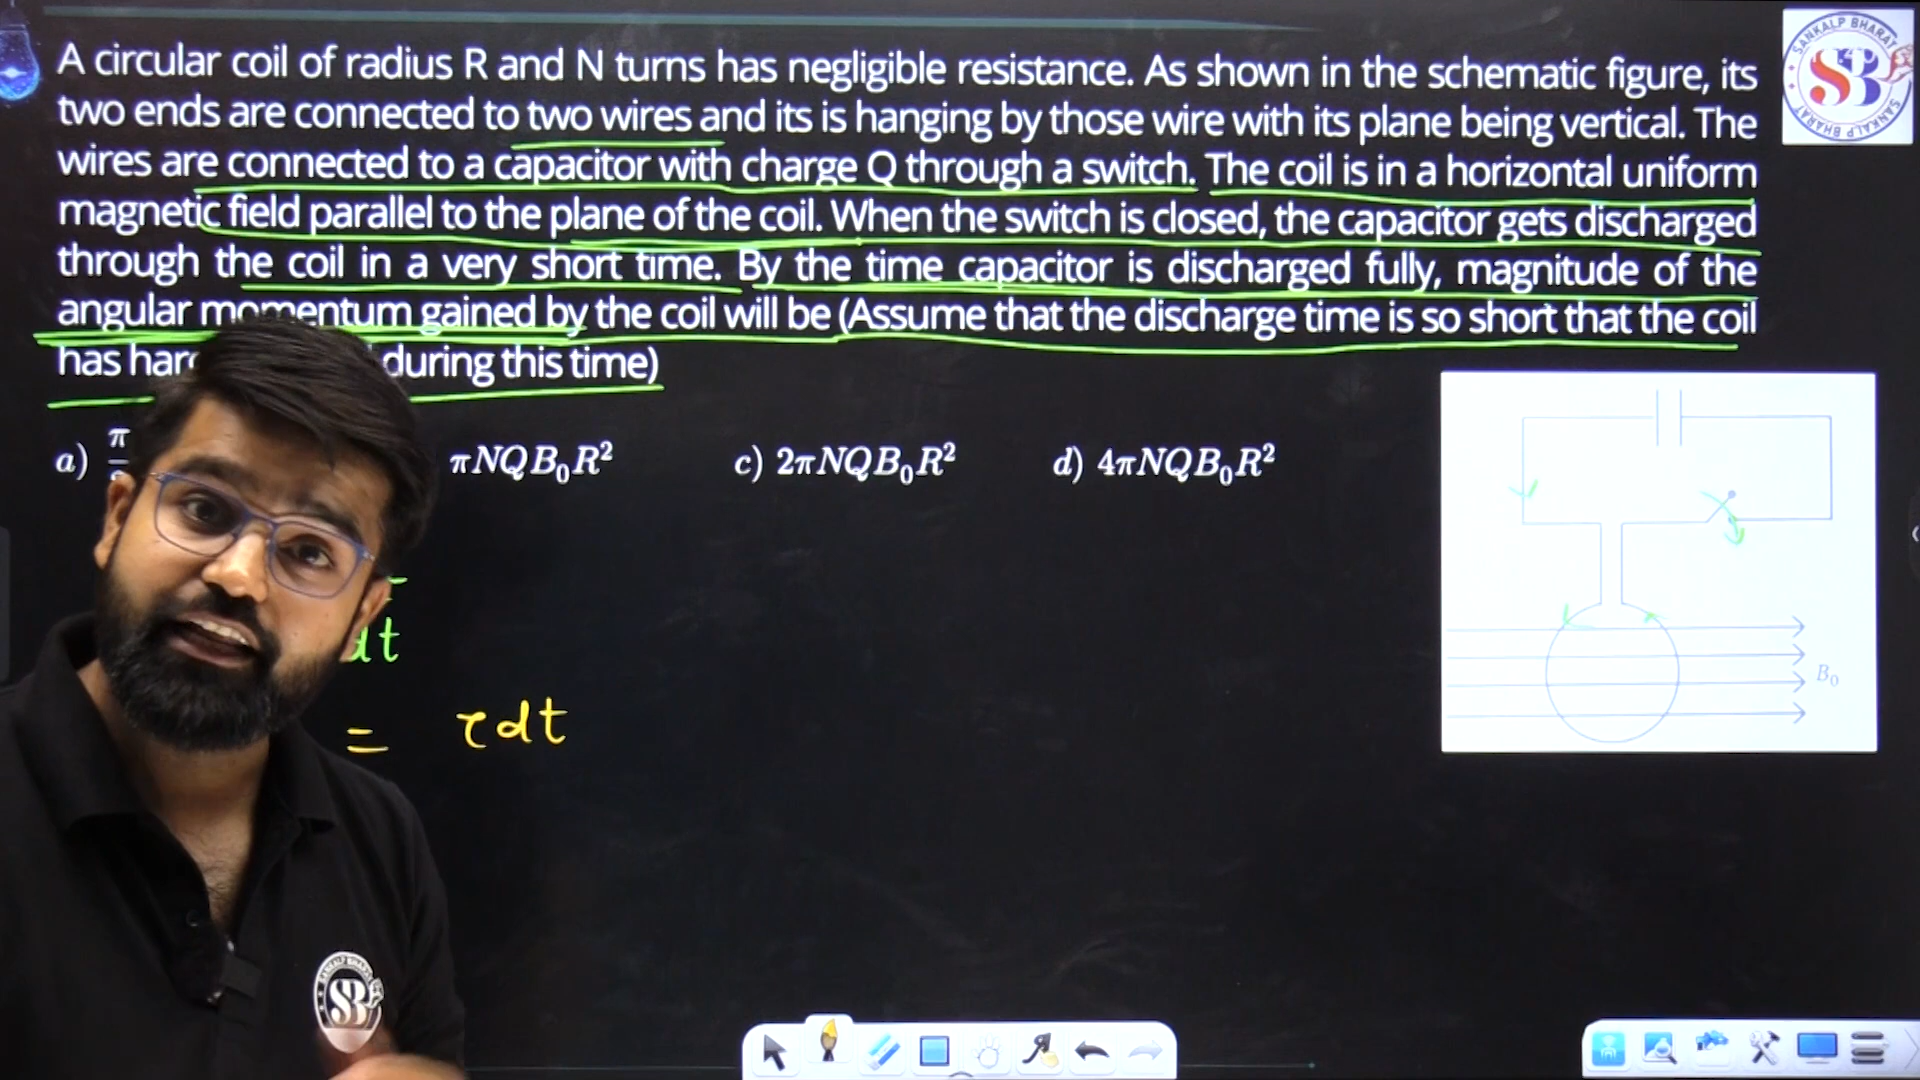 A circular coil of radius R and N turns has negligible resistance. As shown in the schematic figure, its
two ends are connected to two wires and its is hanging by those wire with its plane being vertical. The
wires are connected to a capacitor with charge Q through a switch. The coil is in a horizontal uniform
magnetic field parallel to the plane of the coil. When the switch is closed, the capacitor gets discharged
through the coil in a very short time. By the time capacitor is discharged fully, magnitude of the
angular momentum gained by the coil will be (Assume that the discharge time is so short that the coil
has during this time)
a) π πNQB₀R² c) 2πNQB₀R² d) 4πNQB₀R²
dt
= τdt
B₀
SANKALP BHARAT
SB
SANKALP BHARAT
SB